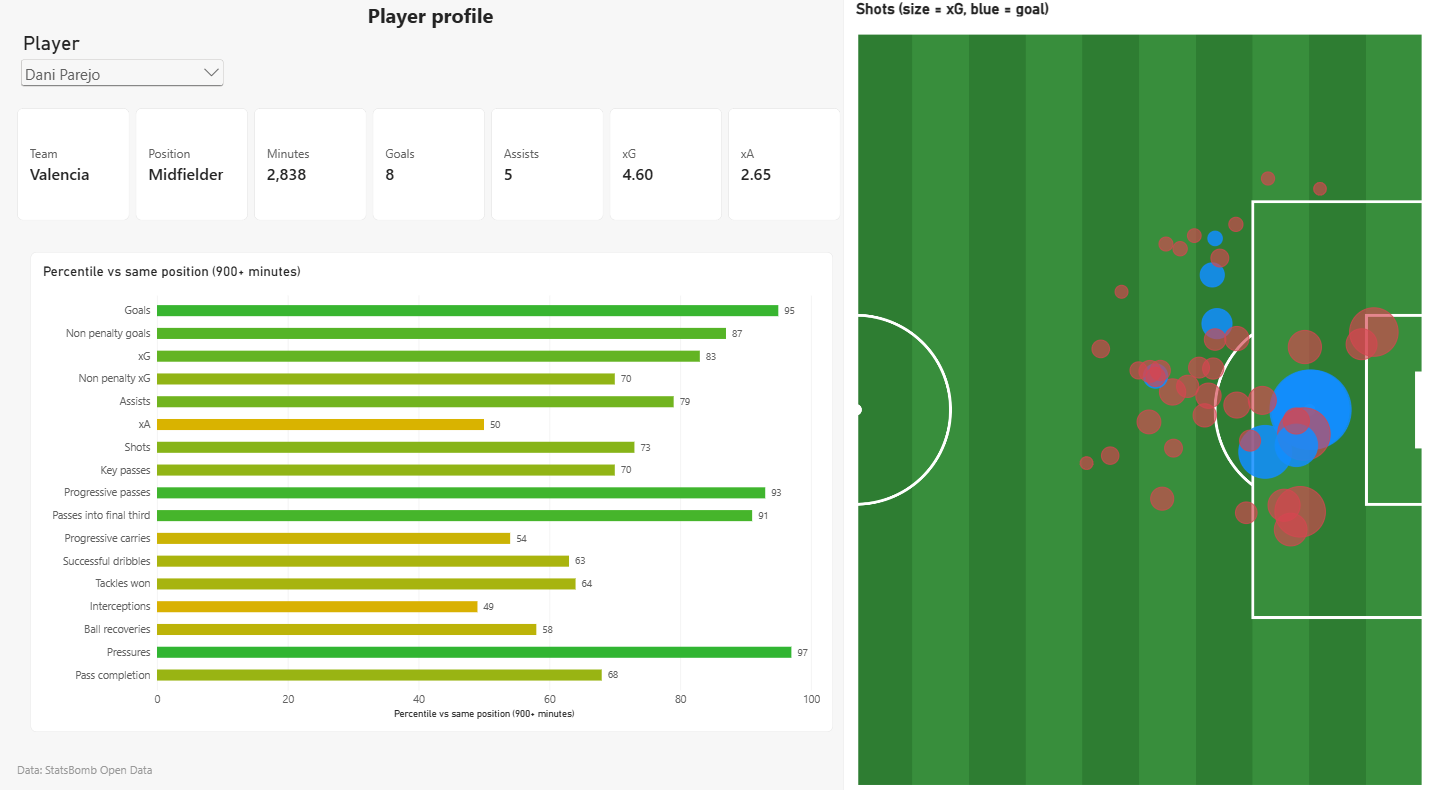 Player profile
Shots (size = xG, blue = goal)
Player
Dani Parejo
Team
Valencia
Position
Midfielder
Minutes
2,838
Goals
8
Assists
5
xG
4.60
xA
2.65
Percentile vs same position (900+ minutes)
Goals 95
Non penalty goals 87
xG 83
Non penalty xG 70
Assists 79
xA 50
Shots 73
Key passes 70
Progressive passes 93
Passes into final third 91
Progressive carries 54
Successful dribbles 63
Tackles won 64
Interceptions 49
Ball recoveries 58
Pressures 97
Pass completion 68
0 20 40 60 80 100
Percentile vs same position (900+ minutes)
Data: StatsBomb Open Data